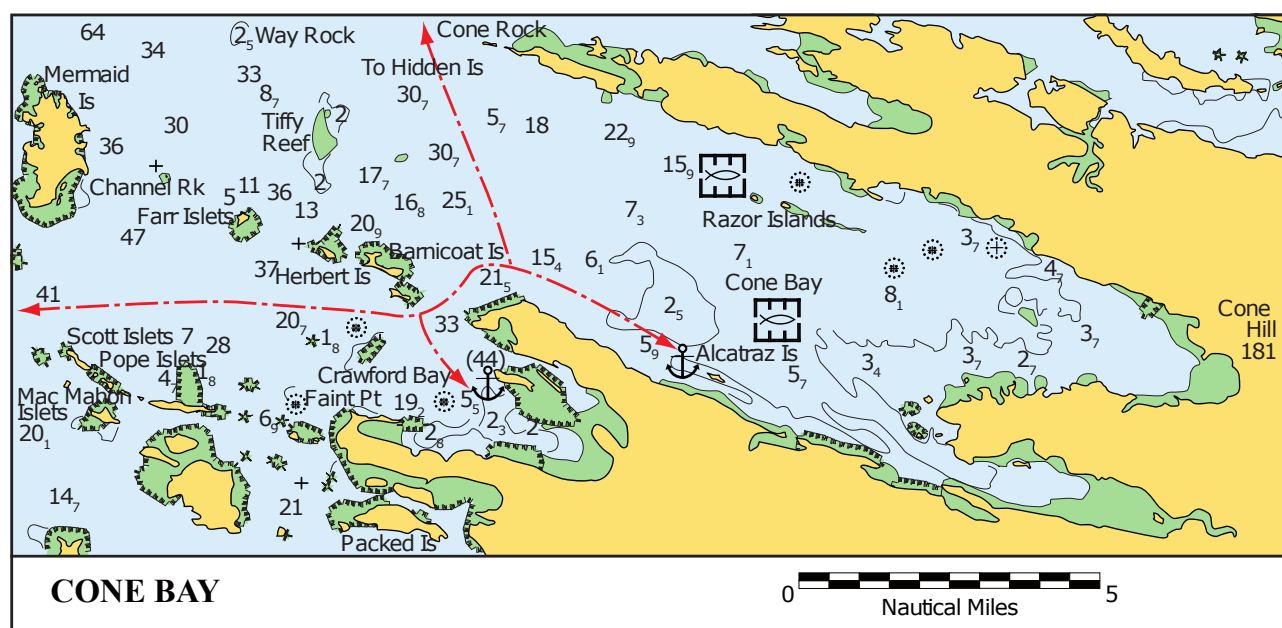 64
34
2₅ Way Rock
Cone Rock
Mermaid
Is
33
8₇
To Hidden Is
30₇
2
Tiffy
Reef
5₇
18
22₉
30
36
30₇
15₉
Channel Rk
5
11
36
2
17₇
Farr Islets
13
16₈
25₁
Razor Islands
47
20₉
7₃
Barnicoat Is
3₇
37
Herbert Is
15₄
6₁
7₁
4₇
41
21₅
Cone Bay
8₁
2₅
20₇
33
Cone
Hill
181
Scott Islets 7
28
1₈
5₉
Alcatraz Is
3₇
Pope Islets
(44)
3₄
3₇
2₇
4₇
1₈
Crawford Bay
5₇
Mac Mahon
Islets
Faint Pt
19₂
5₅
6₉
20₁
2₈
2₃
2
14₇
21
Packed Is
CONE BAY
0
5
Nautical Miles